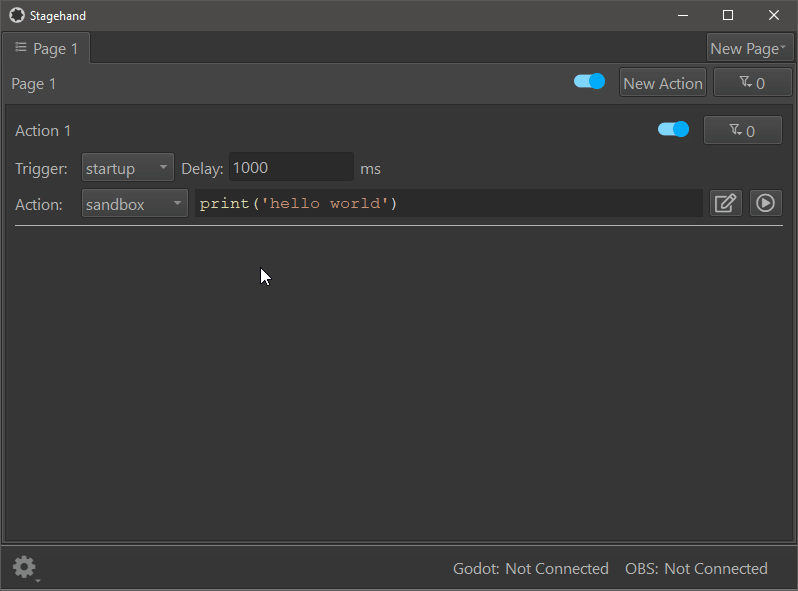 Stagehand
Page 1 New Page
Page 1 New Action 0
Action 1 0
Trigger: startup Delay: 1000 ms
Action: sandbox print('hello world')
Godot: Not Connected OBS: Not Connected